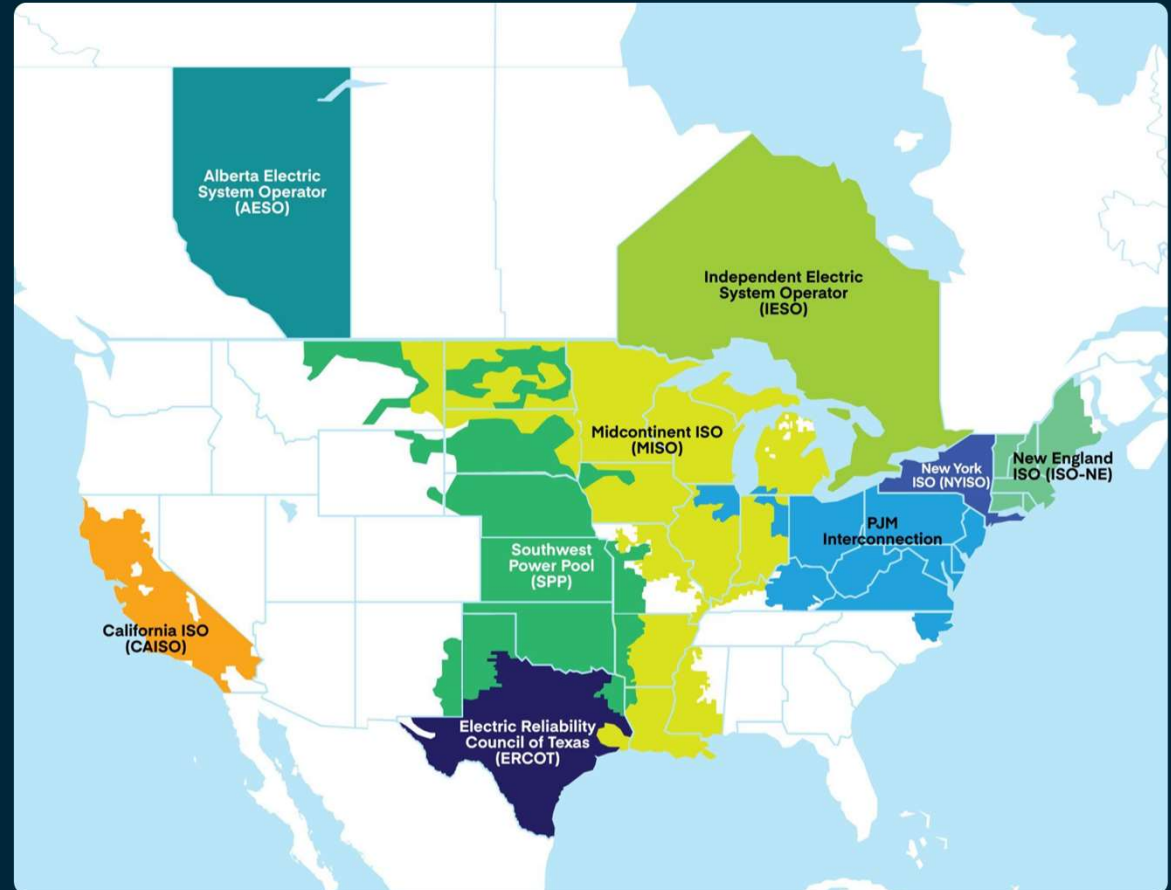 Alberta Electric
System Operator
(AESO)
Independent Electric
System Operator
(IESO)
Midcontinent ISO
(MISO)
New York
ISO (NYISO)
New England
ISO (ISO-NE)
PJM
Interconnection
Southwest
Power Pool
(SPP)
California ISO
(CAISO)
Electric Reliability
Council of Texas
(ERCOT)